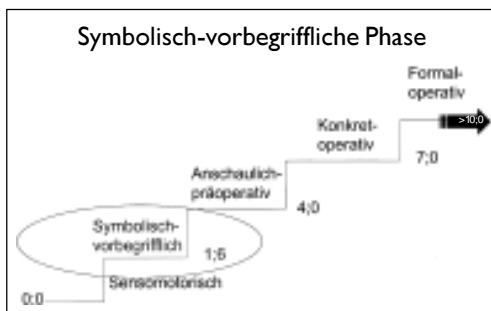 Symbolisch-vorbegriffliche Phase
Formal-
operativ
>10;0
Konkret-
operativ
7;0
Anschaulich-
präoperativ
4;0
Symbolisch-
vorbegrifflich
1;6
Sensomotorisch
0;0